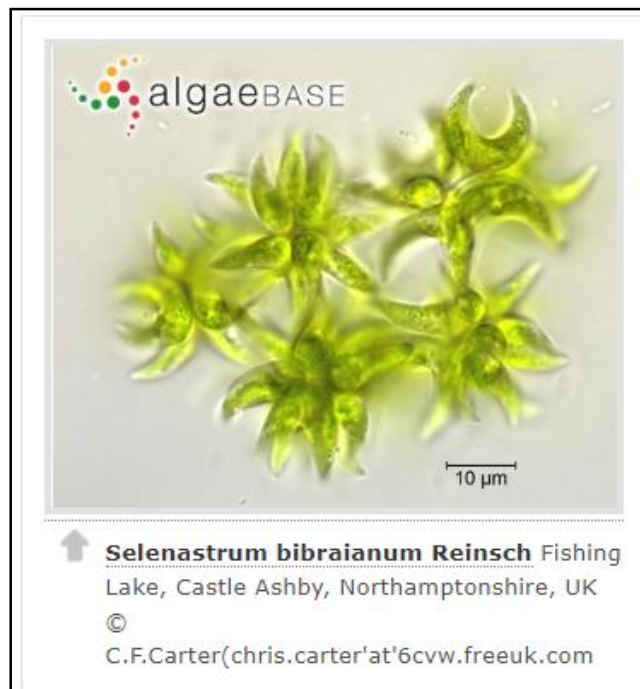 algaeBASE
10 µm
Selenastrum bibraianum Reinsch Fishing
Lake, Castle Ashby, Northamptonshire, UK
©
C.F.Carter(chris.carter'at'6cvw.freeuk.com